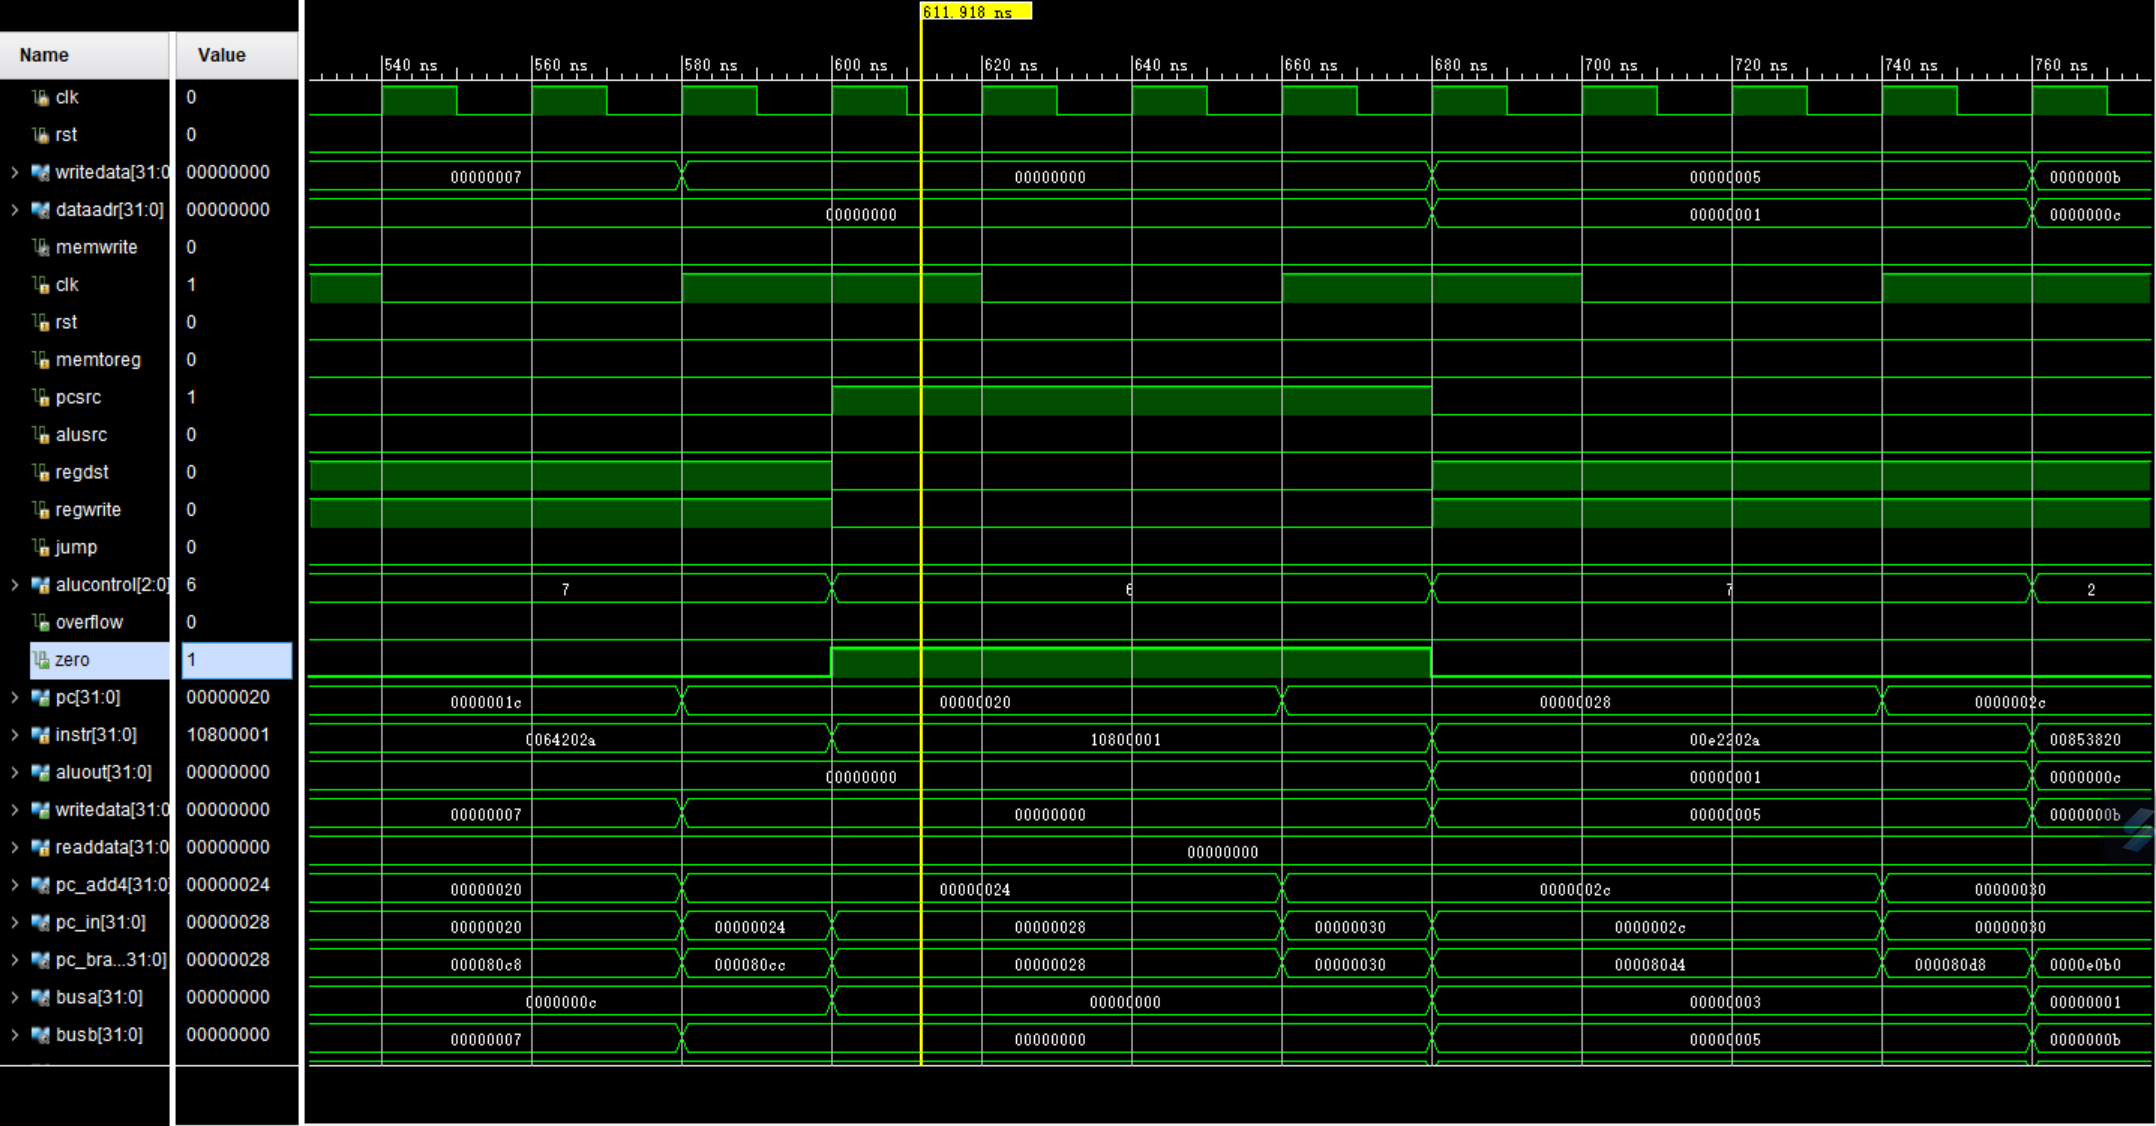 611.918 ns
Name Value
540 ns 560 ns 580 ns 600 ns 620 ns 640 ns 660 ns 680 ns 700 ns 720 ns 740 ns 760 ns
clk 0
rst 0
writedata[31:0 00000000 00000007 00000000 00000005 0000000b
dataadr[31:0] 00000000 00000000 00000001 0000000c
memwrite 0
clk 1
rst 0
memtoreg 0
pcsrc 1
alusrc 0
regdst 0
regwrite 0
jump 0
alucontrol[2:0] 6 7 6 7 2
overflow 0
zero 1
pc[31:0] 00000020 0000001c 00000020 00000028 0000002c
instr[31:0] 10800001 0064202a 10800001 00e2202a 00853820
aluout[31:0] 00000000 00000000 00000001 0000000c
writedata[31:0 00000000 00000007 00000000 00000005 0000000b
readdata[31:0 00000000 00000000
pc_add4[31:0] 00000024 00000020 00000024 0000002c 00000030
pc_in[31:0] 00000028 00000020 00000024 00000028 00000030 0000002c 00000030
pc_bra...31:0] 00000028 000080c8 000080cc 00000028 00000030 000080d4 000080d8 0000e0b0
busa[31:0] 00000000 0000000c 00000000 00000003 00000001
busb[31:0] 00000000 00000007 00000000 00000005 0000000b